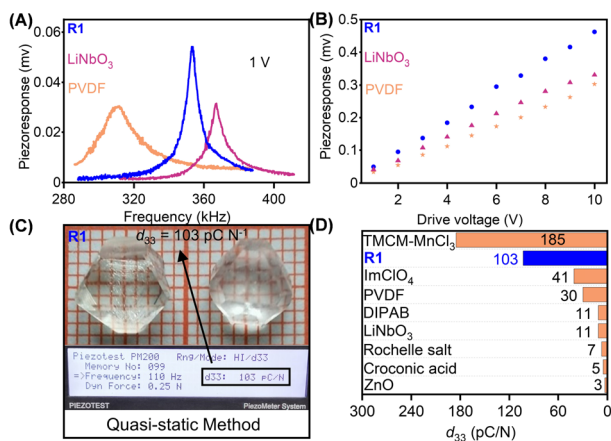 (A)
R1
LiNbO₃
PVDF
1 V
Piezoresponse (mv)
0.06
0.04
0.02
0
280
320
360
400
Frequency (kHz)
(B)
R1
LiNbO₃
PVDF
Piezoresponse (mv)
0.5
0.4
0.3
0.2
0.1
0
2
4
6
8
10
Drive voltage (V)
(C)
R1
d₃₃ = 103 pC N⁻¹
Piezotest PM200 Rng/Mode: HI/d33
Memory No: 099
=>Frequency: 110 Hz d33: 103 pC/N
Dyn Force: 0.25 N
PIEZOTEST PiezoMeter System
Quasi-static Method
(D)
TMCM-MnCl₃ 185
R1 103
ImClO₄ 41
PVDF 30
DIPAB 11
LiNbO₃ 11
Rochelle salt 7
Croconic acid 5
ZnO 3
300 240 180 120 60 0
d₃₃ (pC/N)